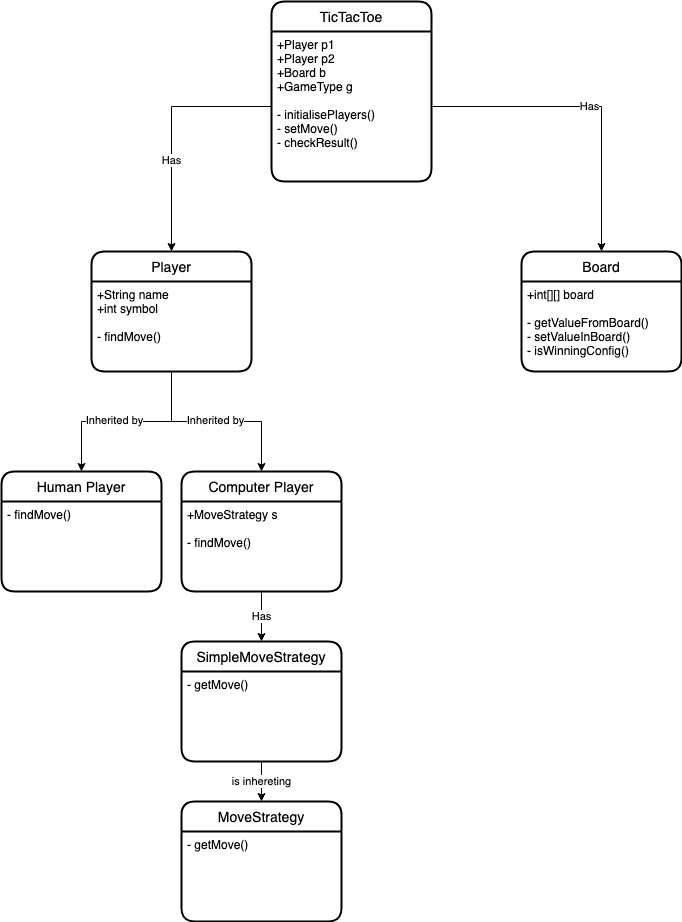 TicTacToe
+Player p1
+Player p2
+Board b
+GameType g
- initialisePlayers()
- setMove()
- checkResult()
Has
Has
Player
+String name
+int symbol
- findMove()
Board
+int[][] board
- getValueFromBoard()
- setValueInBoard()
- isWinningConfig()
Inherited by
Inherited by
Human Player
- findMove()
Computer Player
+MoveStrategy s
- findMove()
Has
SimpleMoveStrategy
- getMove()
is inhereting
MoveStrategy
- getMove()